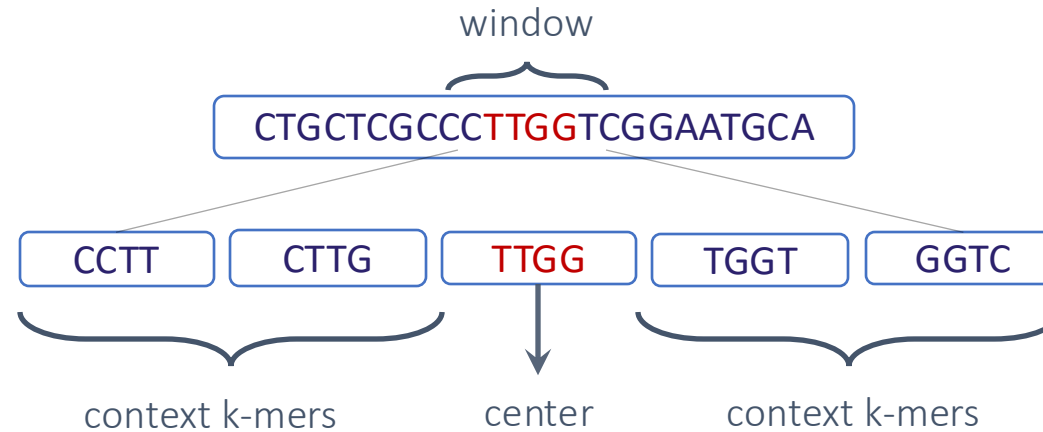 window
CTGCTCGCCCTTGGTCGGAATGCA
CCTT CTTG TTGG TGGT GGTC
context k-mers center context k-mers